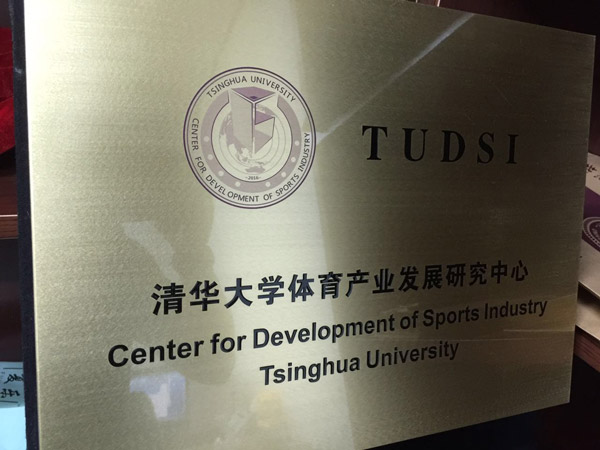 TSINGHUA UNIVERSITY
CENTER FOR DEVELOPMENT OF SPORTS INDUSTRY
TUDSI
清华大学体育产业发展研究中心
Center for Development of Sports Industry
Tsinghua University